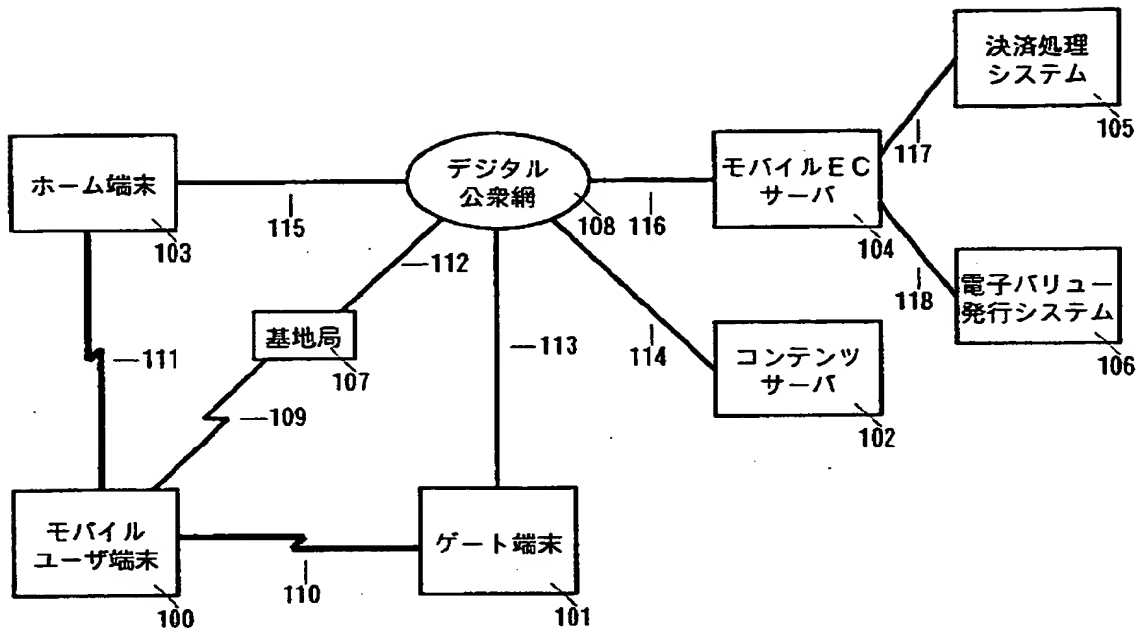 決済処理
システム
105
ホーム端末
103
115
デジタル
公衆網
108
116
モバイルEC
サーバ
104
117
118
電子バリュー
発行システム
106
112
基地局
107
111
109
113
114
コンテンツ
サーバ
102
モバイル
ユーザ端末
100
110
ゲート端末
101